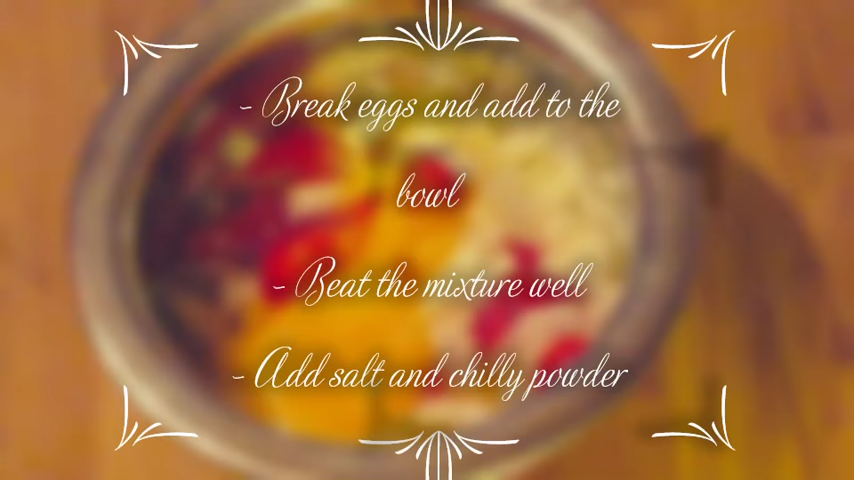 - Break eggs and add to the
bowl
- Beat the mixture well
- Add salt and chilly powder